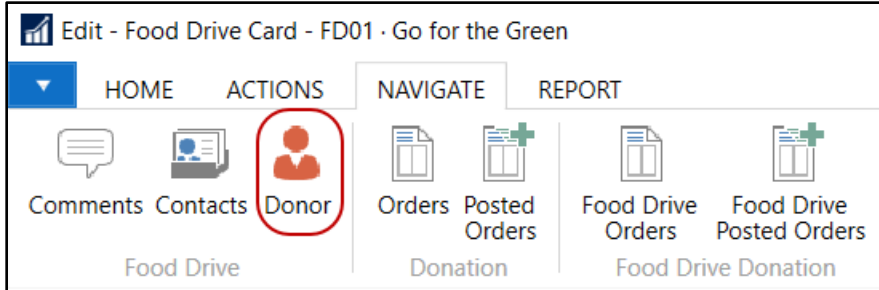 Edit - Food Drive Card - FD01 · Go for the Green
HOME ACTIONS NAVIGATE REPORT
Comments Contacts Donor Orders Posted Orders Food Drive Orders Food Drive Posted Orders
Food Drive Donation Food Drive Donation